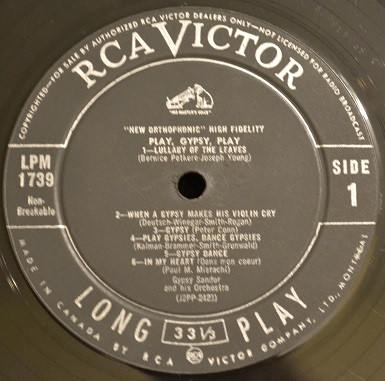 COPYRIGHTED—FOR SALE BY AUTHORIZED RCA VICTOR DEALERS ONLY—NOT LICENSED FOR RADIO BROADCAST
RCA VICTOR
"HIS MASTER'S VOICE"
"NEW ORTHOPHONIC" HIGH FIDELITY
PLAY, GYPSY, PLAY
1—LULLABY OF THE LEAVES
(Bernice Petkere-Joseph Young)
LPM
1739
SIDE
1
Non-
Breakable
2—WHEN A GYPSY MAKES HIS VIOLIN CRY
(Deutsch-Winegar-Smith-Rogan)
3—GYPSY (Peter Conn)
4—PLAY GYPSIES, DANCE GYPSIES
(Kalman-Brammer-Smith-Grunwald)
5—GYPSY DANCE
6—IN MY HEART (Dans mon coeur)
(Paul M. Misrachi)
Gypsy Sandor
and his Orchestra
(J2PP-2423)
LONG 33⅓ PLAY
MADE IN CANADA BY RCA VICTOR COMPANY, LTD., MONTREAL